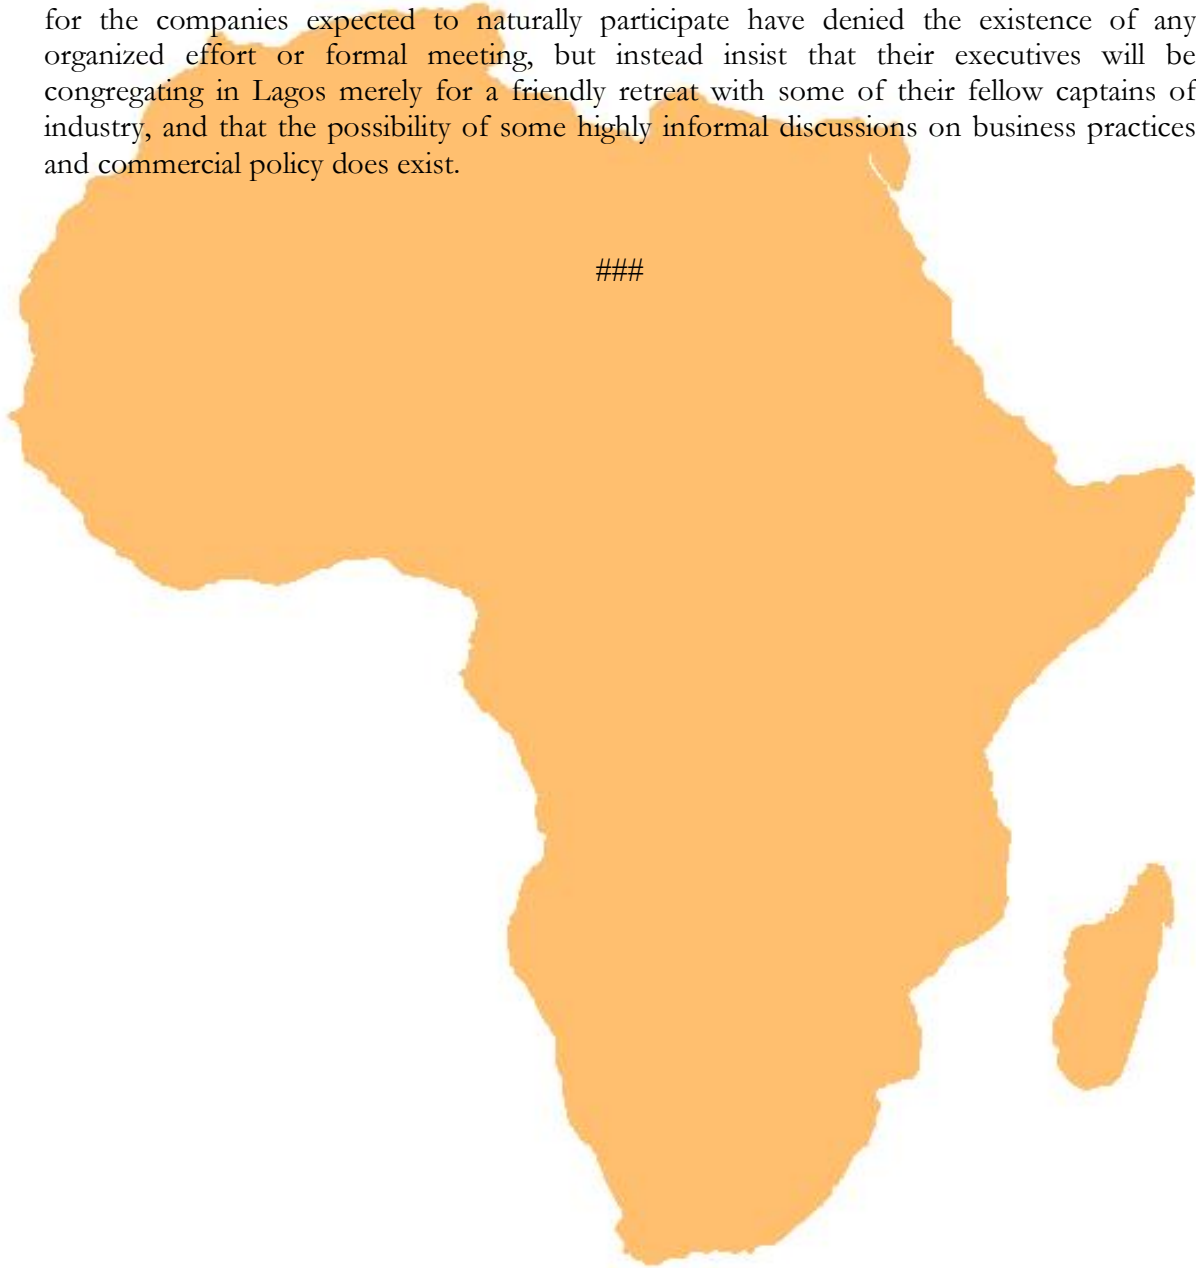 for the companies expected to naturally participate have denied the existence of any
organized effort or formal meeting, but instead insist that their executives will be
congregating in Lagos merely for a friendly retreat with some of their fellow captains of
industry, and that the possibility of some highly informal discussions on business practices
and commercial policy does exist.
###